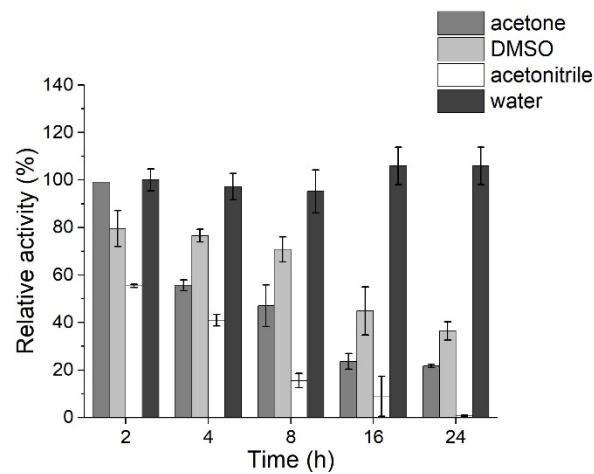 acetone
DMSO
acetonitrile
water
140
120
100
80
60
40
20
0
Relative activity (%)
2 4 8 16 24
Time (h)